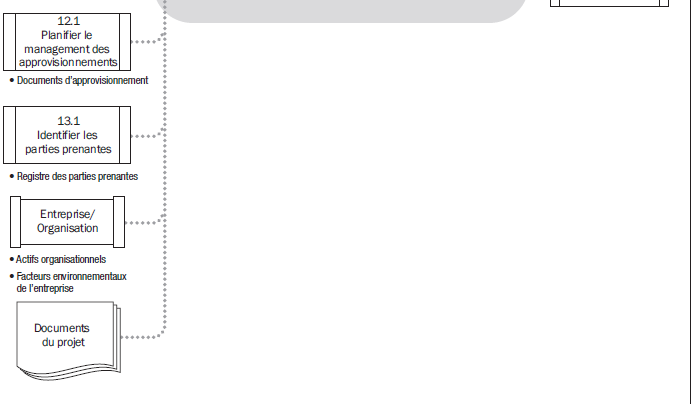 12.1
Planifier le
management des
approvisionnements
• Documents d'approvisionnement
13.1
Identifier les
parties prenantes
• Registre des parties prenantes
Entreprise/
Organisation
• Actifs organisationnels
• Facteurs environnementaux
de l'entreprise
Documents
du projet